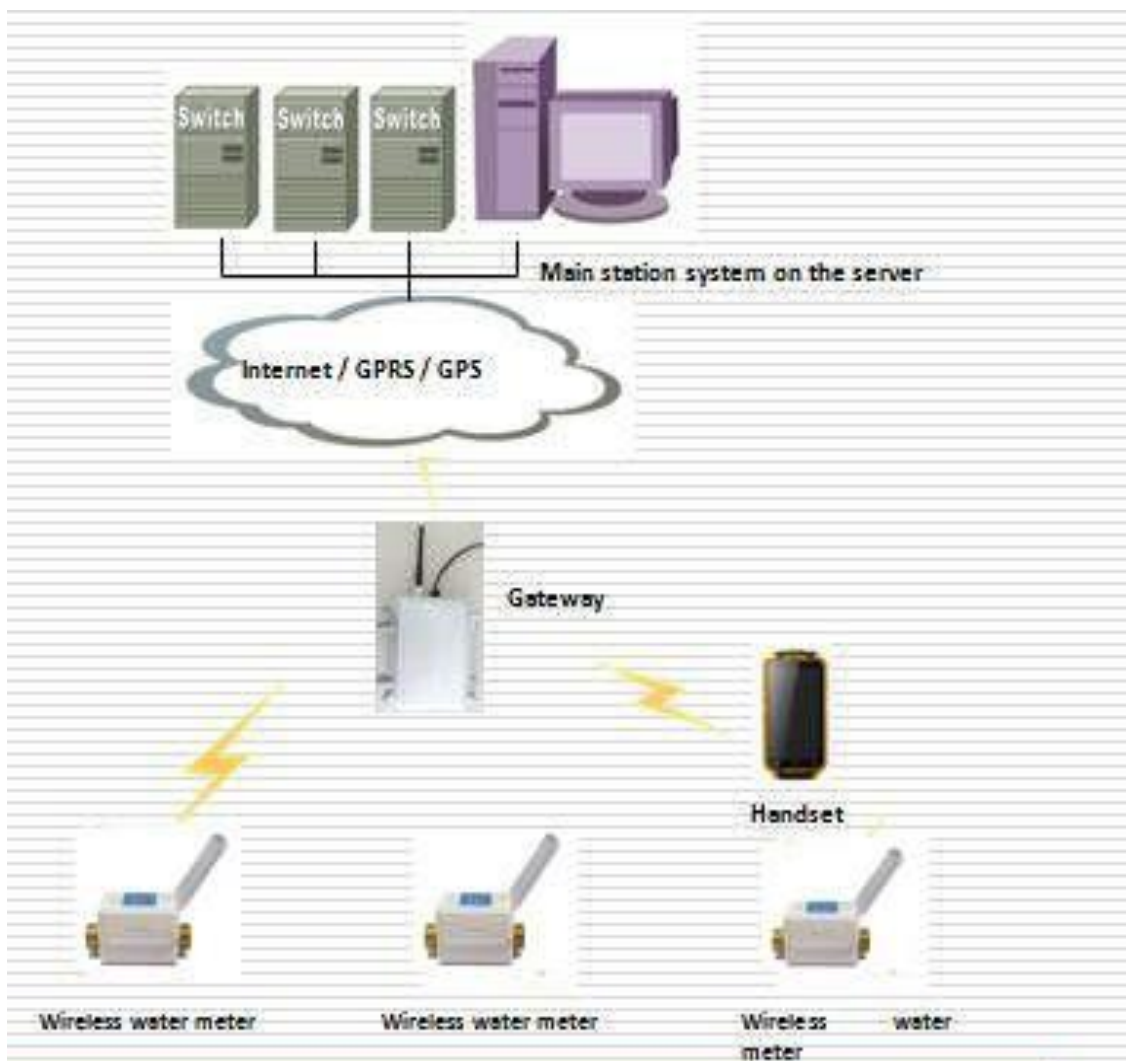 Switch
Switch
Switch
Main station system on the server
Internet / GPRS / GPS
Gateway
Handset
Wireless water meter
Wireless water meter
Wireless water
meter